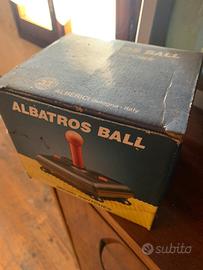 ALBATROS BALL
ALBERICI Bologna - Italy
ALBATROS BALL
subito